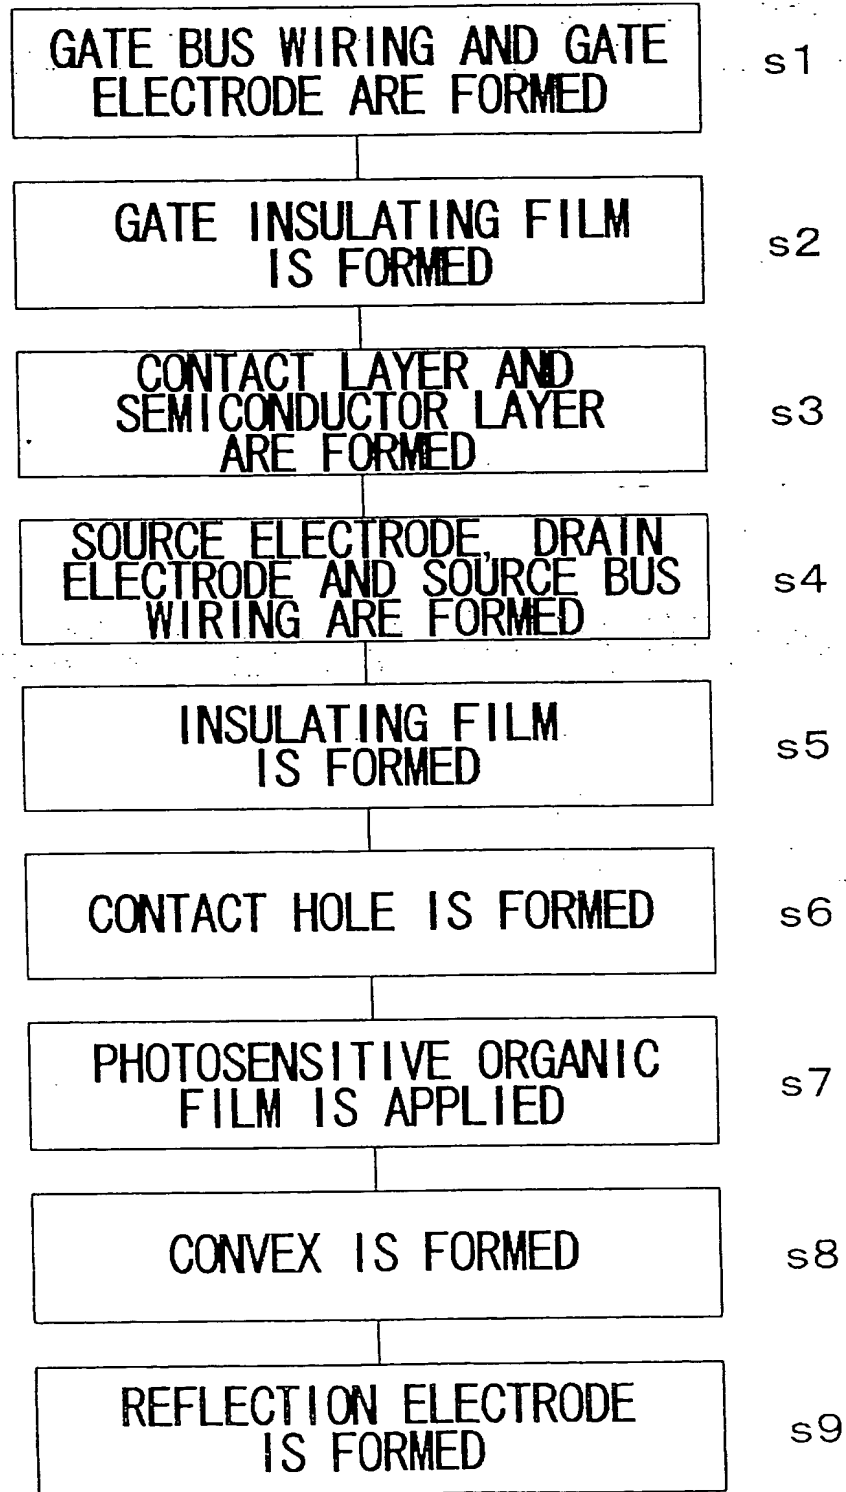 GATE BUS WIRING AND GATE
ELECTRODE ARE FORMED
s1
GATE INSULATING FILM
IS FORMED
s2
CONTACT LAYER AND
SEMICONDUCTOR LAYER
ARE FORMED
s3
SOURCE ELECTRODE, DRAIN
ELECTRODE AND SOURCE BUS
WIRING ARE FORMED
s4
INSULATING FILM
IS FORMED
s5
CONTACT HOLE IS FORMED
s6
PHOTOSENSITIVE ORGANIC
FILM IS APPLIED
s7
CONVEX IS FORMED
s8
REFLECTION ELECTRODE
IS FORMED
s9